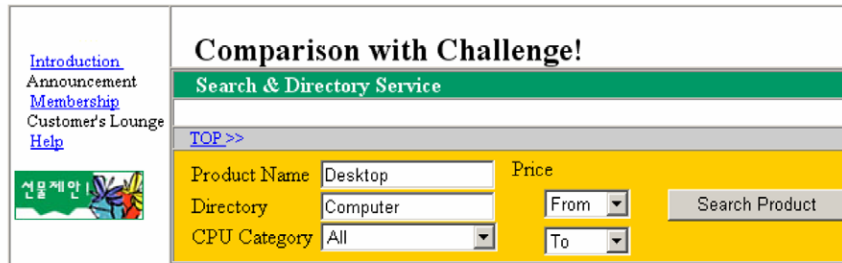 Introduction
Announcement
Membership
Customer's Lounge
Help
선물제안!
Comparison with Challenge!
Search & Directory Service
TOP >>
Product Name Desktop
Directory Computer
CPU Category All
Price
From
To
Search Product